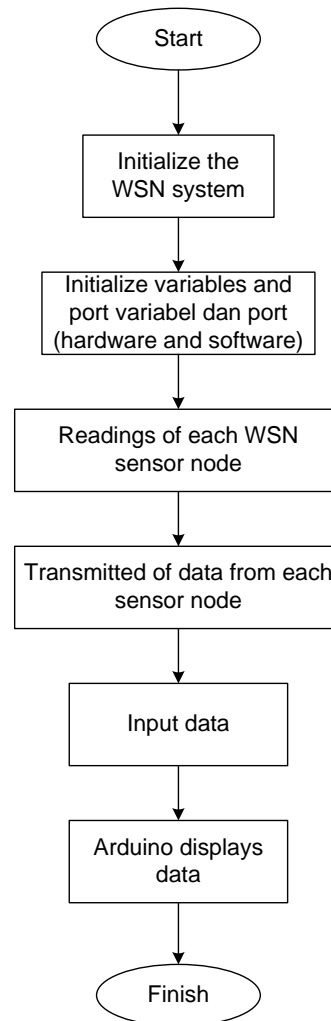 Start
Initialize the
WSN system
Initialize variables and
port variabel dan port
(hardware and software)
Readings of each WSN
sensor node
Transmitted of data from each
sensor node
Input data
Arduino displays
data
Finish